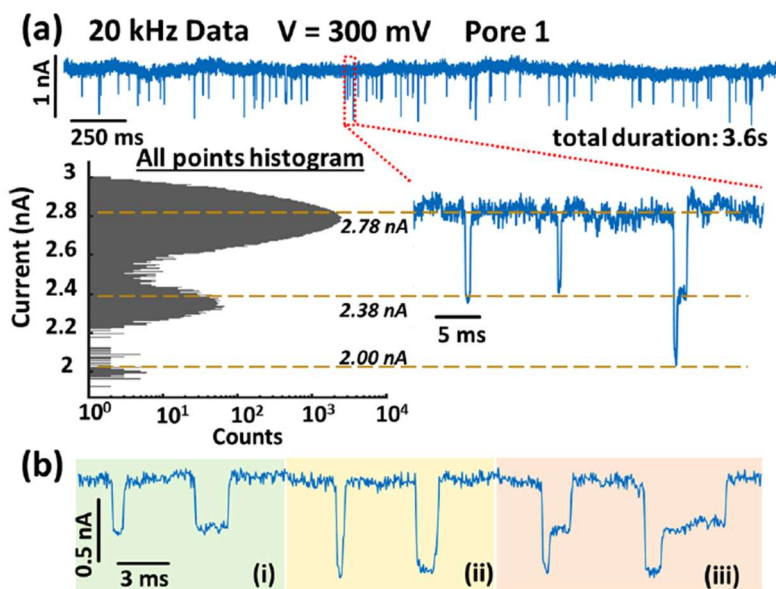 (a) 20 kHz Data V = 300 mV Pore 1
1 nA
250 ms
total duration: 3.6s
All points histogram
Current (nA)
3
2.8
2.6
2.4
2.2
2
2.78 nA
2.38 nA
2.00 nA
5 ms
10⁰ 10¹ 10² 10³ 10⁴
Counts
(b)
0.5 nA
3 ms
(i)
(ii)
(iii)